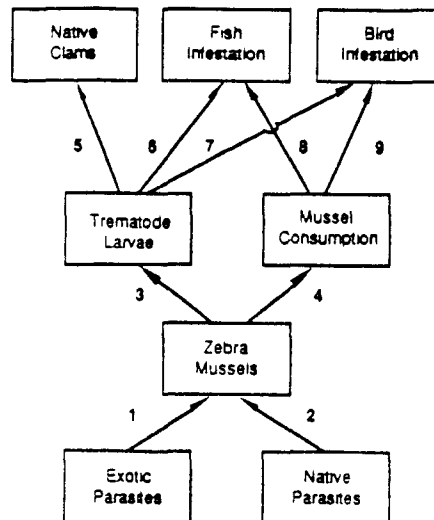 Native
Clams
Fish
Infestation
Bird
Infestation
5
6
7
8
9
Trematode
Larvae
Mussel
Consumption
3
4
Zebra
Mussels
1
2
Exotic
Parasites
Native
Parasites